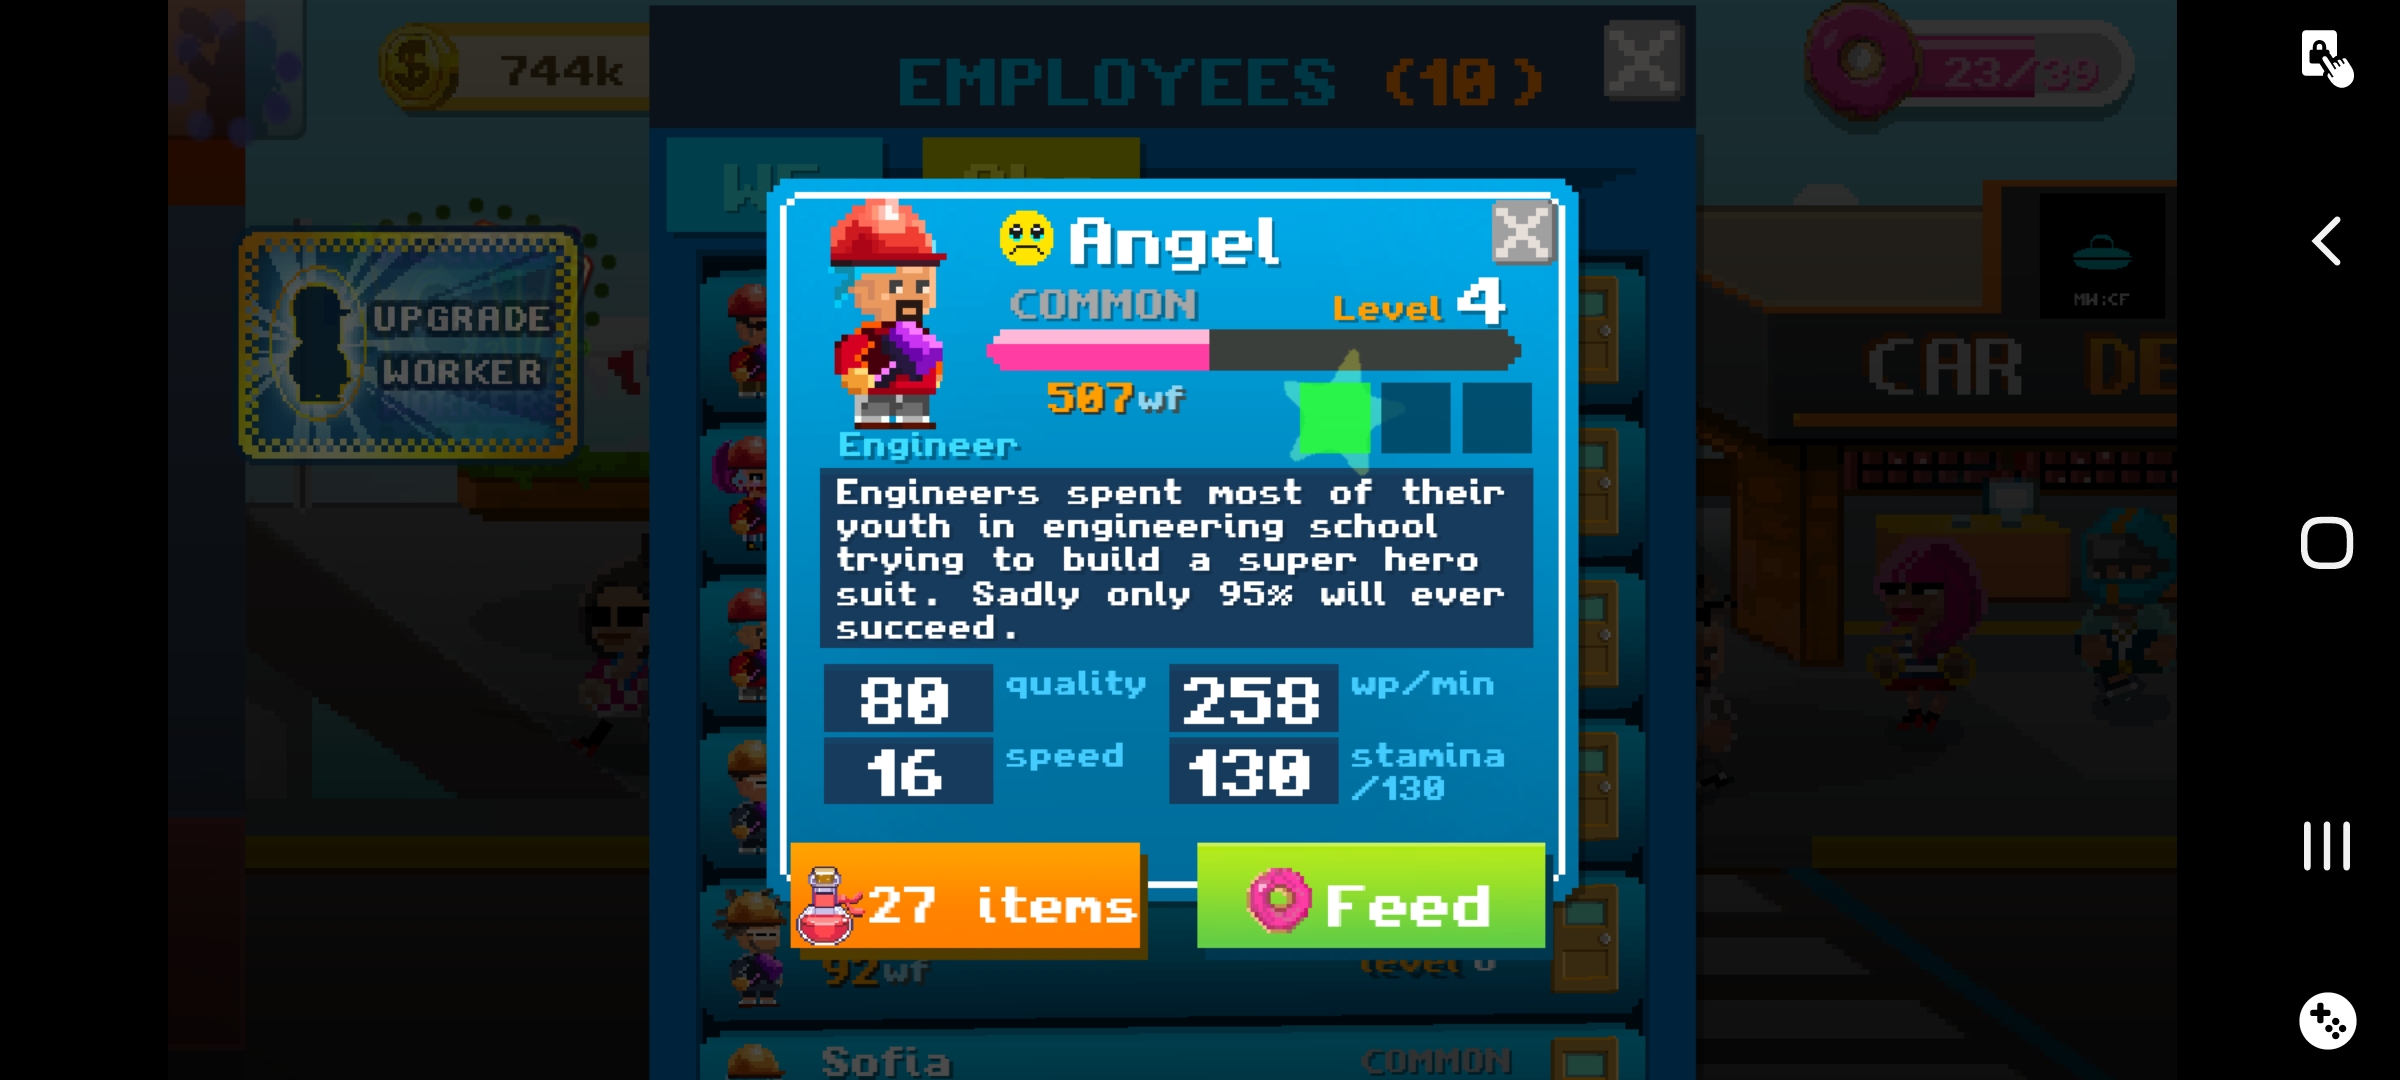 744k
EMPLOYEES (10)
23/39
UPGRADE
WORKER
MW:CF
CAR DE
Angel
COMMON
Level 4
507wf
Engineer
Engineers spent most of their
youth in engineering school
trying to build a super hero
suit. Sadly only 95% will ever
succeed.
80 quality
258 wp/min
16 speed
130 stamina
/130
27 items
Feed
92wf
level
Sofia
COMMON